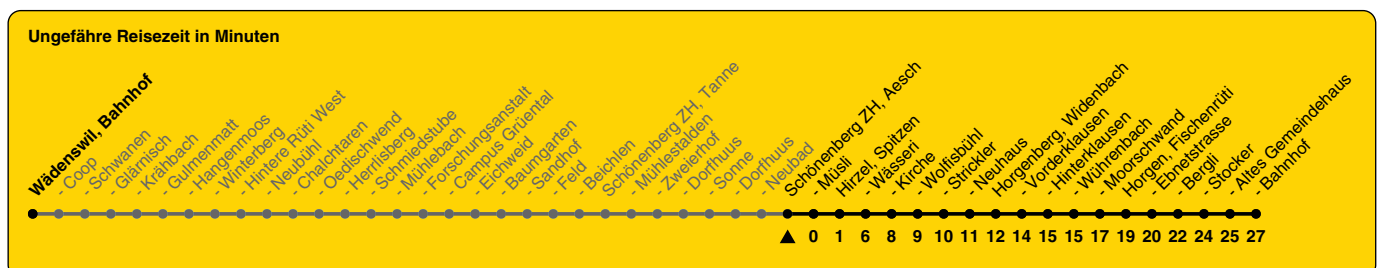 Ungefähre Reisezeit in Minuten
Wädenswil, Bahnhof
- Coop
- Schwanen
- Glärnisch
- Krähbach
- Gulmenmatt
- Hangenmoos
- Winterberg
- Hintere Rüti West
- Neubühl
- Chalchtaren
- Oedischwend
- Herrlisberg
- Schmiedstube
- Mühlebach
- Forschungsanstalt
- Campus Grüental
- Eichweid
- Baumgarten
- Sandhof
- Feld
- Beichlen
Schönenberg ZH, Tanne
- Mühlestalden
- Zweierhof
- Dorfhuus
- Sonne
- Dorfhuus
- Neubad
Schönenberg ZH, Aesch
- Müsli
Hirzel, Spitzen
- Wässeri
- Kirche
- Wolfisbühl
- Strickler
- Neuhaus
Horgenberg, Widenbach
- Vorderklausen
- Hinterklausen
- Würenbach
- Moorschwand
Horgen, Fischenrüti
- Ebnetstrasse
- Bergli
- Stocker
- Altes Gemeindehaus
- Bahnhof
▲ 0 1 6 8 9 10 11 12 14 15 15 17 19 20 22 24 25 27